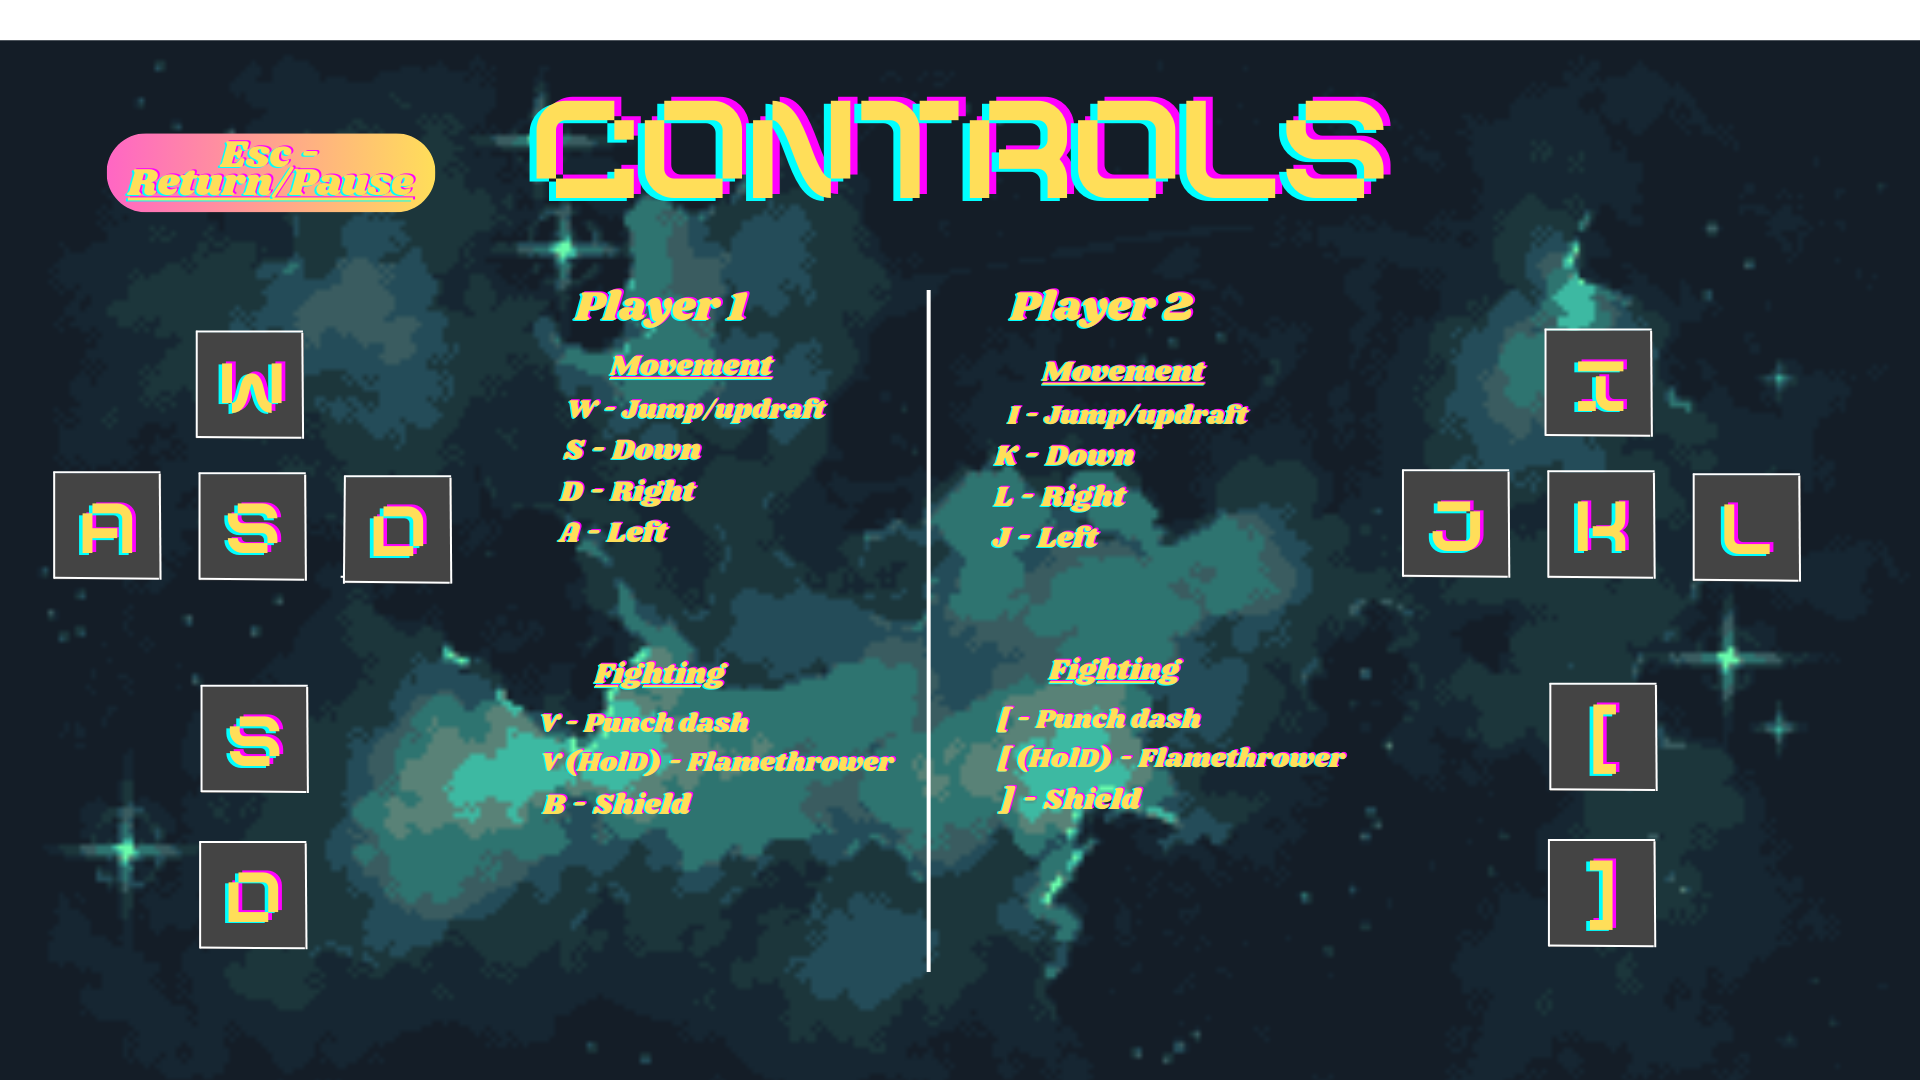 CONTROLS
Esc -
Return/Pause
Player 1
Movement
W - Jump/updraft
S - Down
D - Right
A - Left
Fighting
V - Punch dash
V (HolD) - Flamethrower
B - Shield
Player 2
Movement
I - Jump/updraft
K - Down
L - Right
J - Left
Fighting
[ - Punch dash
[ (HolD) - Flamethrower
] - Shield
W
A S D
S
D
I
J K L
[
]